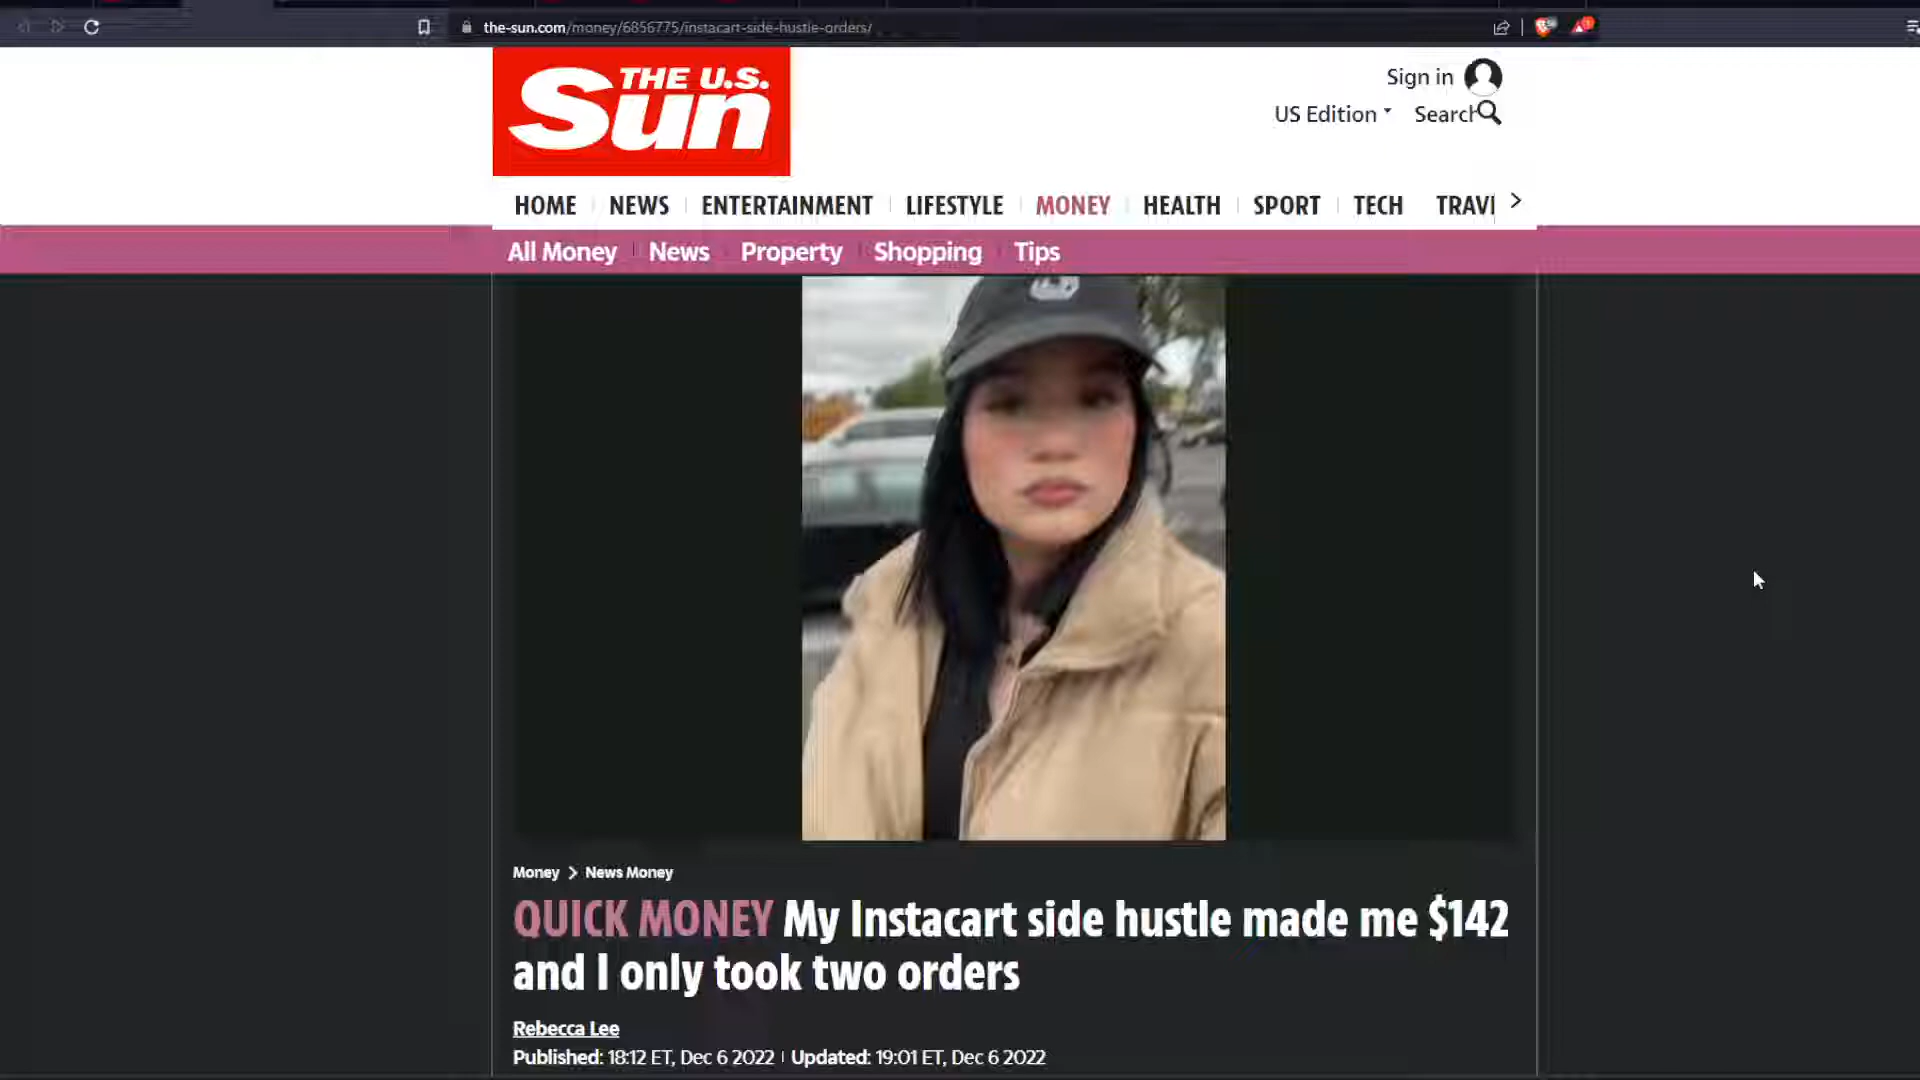 the-sun.com/money/6856775/instacart-side-hustle-orders/
THE U.S.
Sun
Sign in
US Edition
Search
HOME NEWS ENTERTAINMENT LIFESTYLE MONEY HEALTH SPORT TECH TRAVI
All Money News Property Shopping Tips
Money News Money
QUICK MONEY My Instacart side hustle made me $142
and I only took two orders
Rebecca Lee
Published: 18:12 ET, Dec 6 2022 | Updated: 19:01 ET, Dec 6 2022